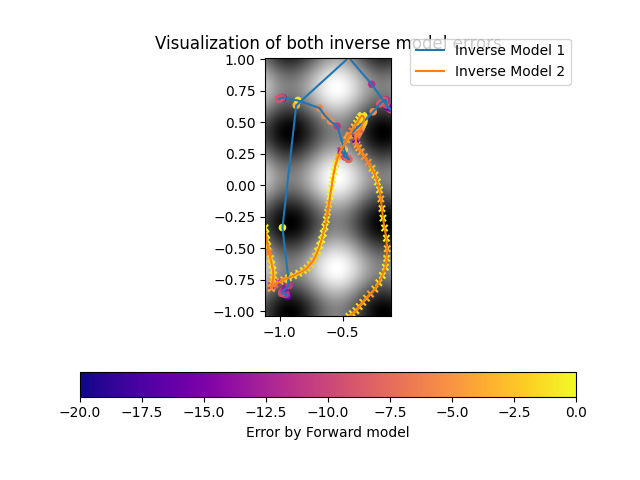 Visualization of both inverse model errors
Inverse Model 1
Inverse Model 2
1.00
0.75
0.50
0.25
0.00
−0.25
−0.50
−0.75
−1.00
−1.0 −0.5
−20.0 −17.5 −15.0 −12.5 −10.0 −7.5 −5.0 −2.5 0.0
Error by Forward model